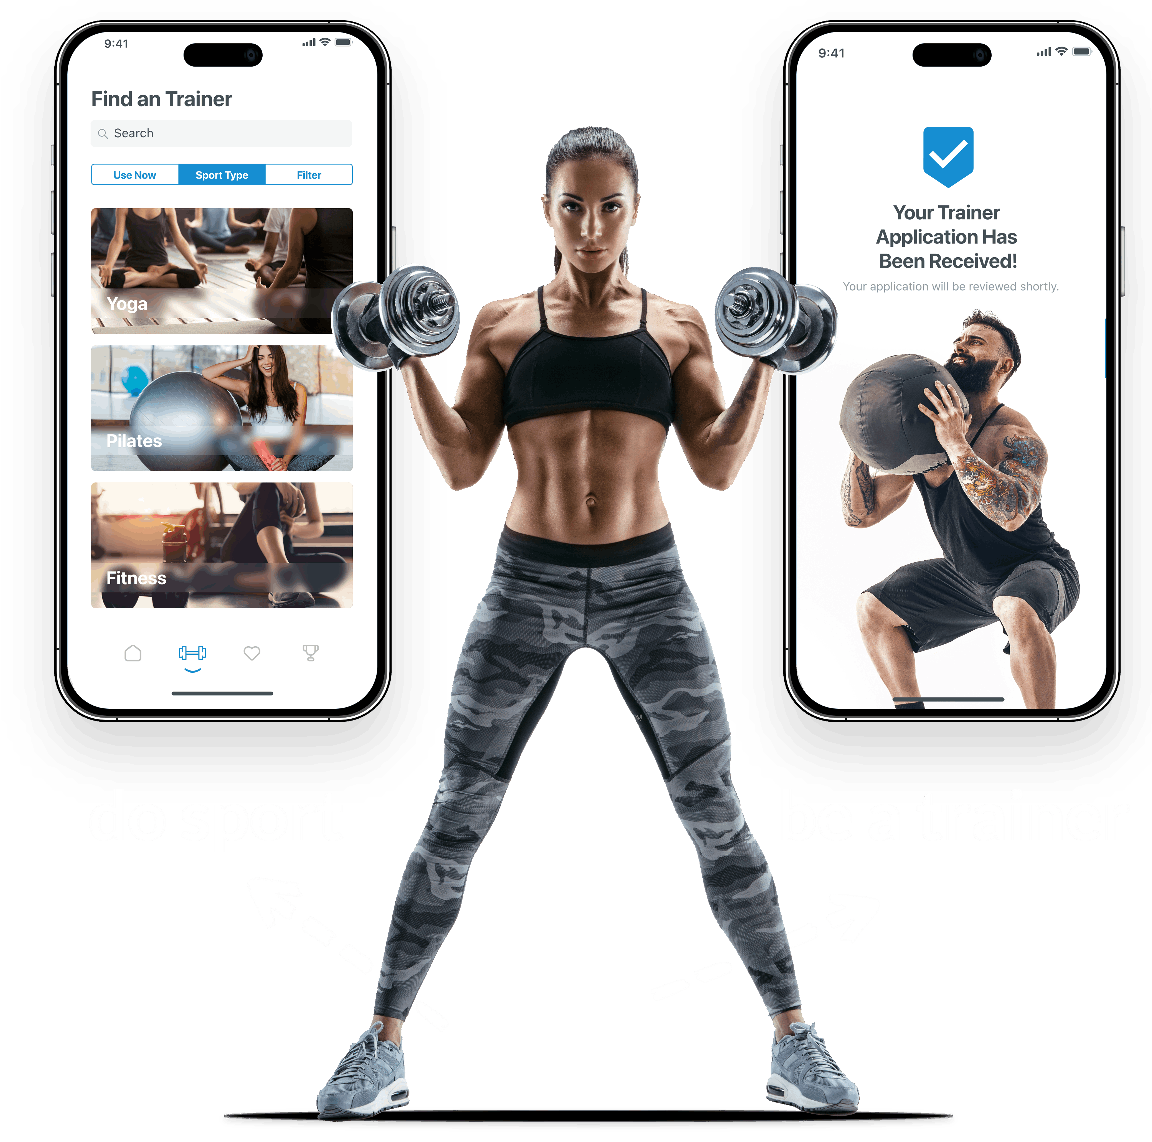 9:41
Find an Trainer
Search
Use Now
Sport Type
Filter
Yoga
Pilates
Fitness
9:41
Your Trainer
Application Has
Been Received!
Your application will be reviewed shortly.